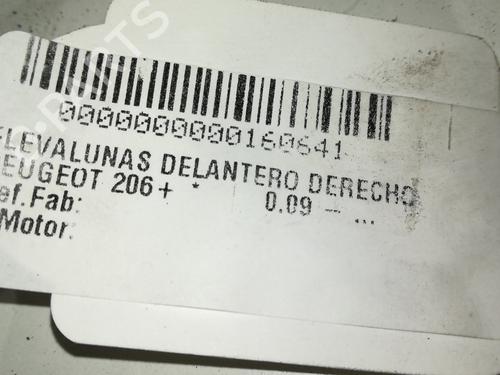 0000000000160641
ELEVALUNAS DELANTERO DERECHO
PEUGEOT 206+ * 0.09 – ...
Ref.Fab:
Motor: